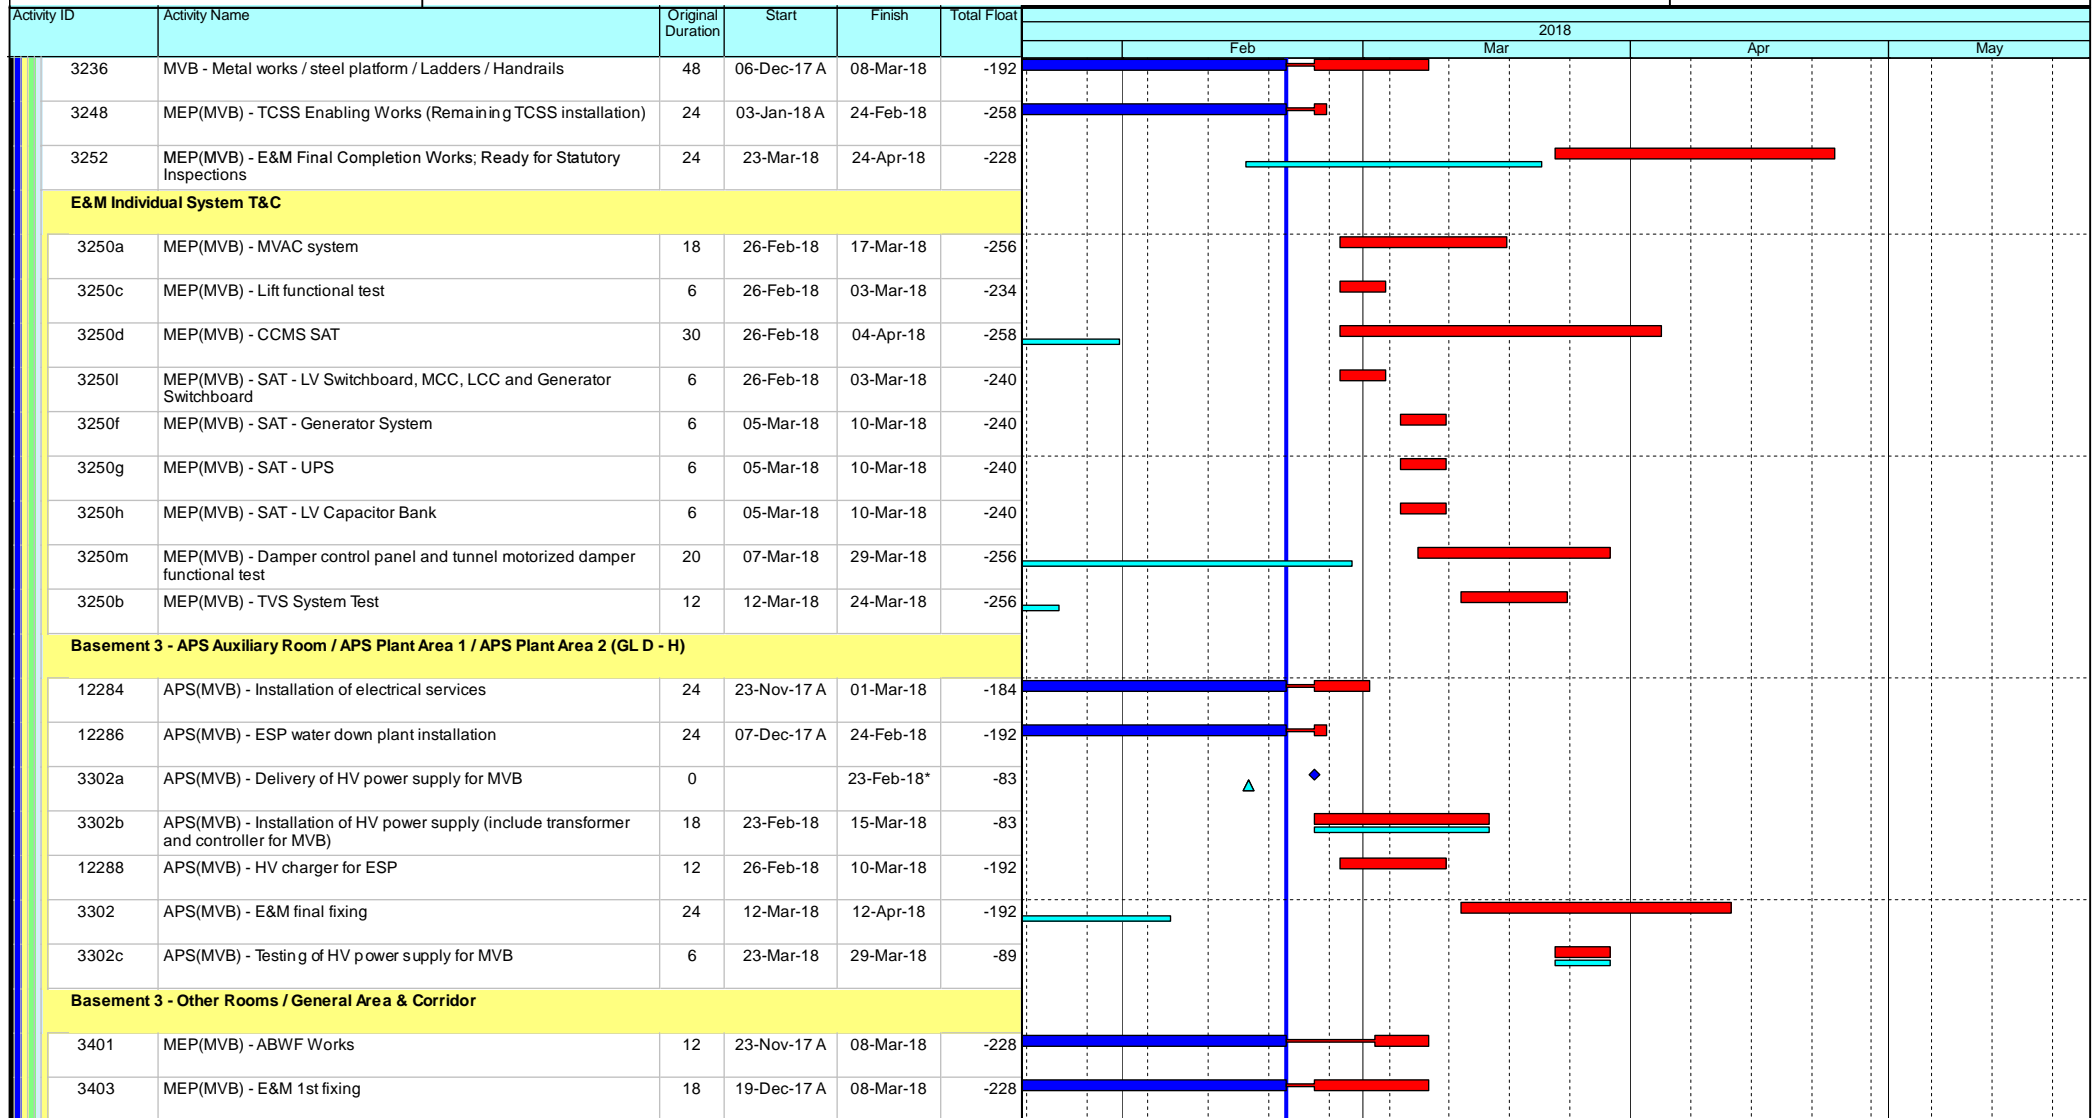 Activity ID Activity Name Original Duration Start Finish Total Float
2018
Feb Mar Apr May
3236 MVB - Metal works / steel platform / Ladders / Handrails 48 06-Dec-17 A 08-Mar-18 -192
3248 MEP(MVB) - TCSS Enabling Works (Remaining TCSS installation) 24 03-Jan-18 A 24-Feb-18 -258
3252 MEP(MVB) - E&M Final Completion Works; Ready for Statutory 24 23-Mar-18 24-Apr-18 -228
Inspections
E&M Individual System T&C
3250a MEP(MVB) - MVAC system 18 26-Feb-18 17-Mar-18 -256
3250c MEP(MVB) - Lift functional test 6 26-Feb-18 03-Mar-18 -234
3250d MEP(MVB) - CCMS SAT 30 26-Feb-18 04-Apr-18 -258
3250l MEP(MVB) - SAT - LV Switchboard, MCC, LCC and Generator 6 26-Feb-18 03-Mar-18 -240
Switchboard
3250f MEP(MVB) - SAT - Generator System 6 05-Mar-18 10-Mar-18 -240
3250g MEP(MVB) - SAT - UPS 6 05-Mar-18 10-Mar-18 -240
3250h MEP(MVB) - SAT - LV Capacitor Bank 6 05-Mar-18 10-Mar-18 -240
3250m MEP(MVB) - Damper control panel and tunnel motorized damper 20 07-Mar-18 29-Mar-18 -256
functional test
3250b MEP(MVB) - TVS System Test 12 12-Mar-18 24-Mar-18 -256
Basement 3 - APS Auxiliary Room / APS Plant Area 1 / APS Plant Area 2 (GL D - H)
12284 APS(MVB) - Installation of electrical services 24 23-Nov-17 A 01-Mar-18 -184
12286 APS(MVB) - ESP water down plant installation 24 07-Dec-17 A 24-Feb-18 -192
3302a APS(MVB) - Delivery of HV power supply for MVB 0 23-Feb-18* -83
3302b APS(MVB) - Installation of HV power supply (include transformer 18 23-Feb-18 15-Mar-18 -83
and controller for MVB)
12288 APS(MVB) - HV charger for ESP 12 26-Feb-18 10-Mar-18 -192
3302 APS(MVB) - E&M final fixing 24 12-Mar-18 12-Apr-18 -192
3302c APS(MVB) - Testing of HV power supply for MVB 6 23-Mar-18 29-Mar-18 -89
Basement 3 - Other Rooms / General Area & Corridor
3401 MEP(MVB) - ABWF Works 12 23-Nov-17 A 08-Mar-18 -228
3403 MEP(MVB) - E&M 1st fixing 18 19-Dec-17 A 08-Mar-18 -228